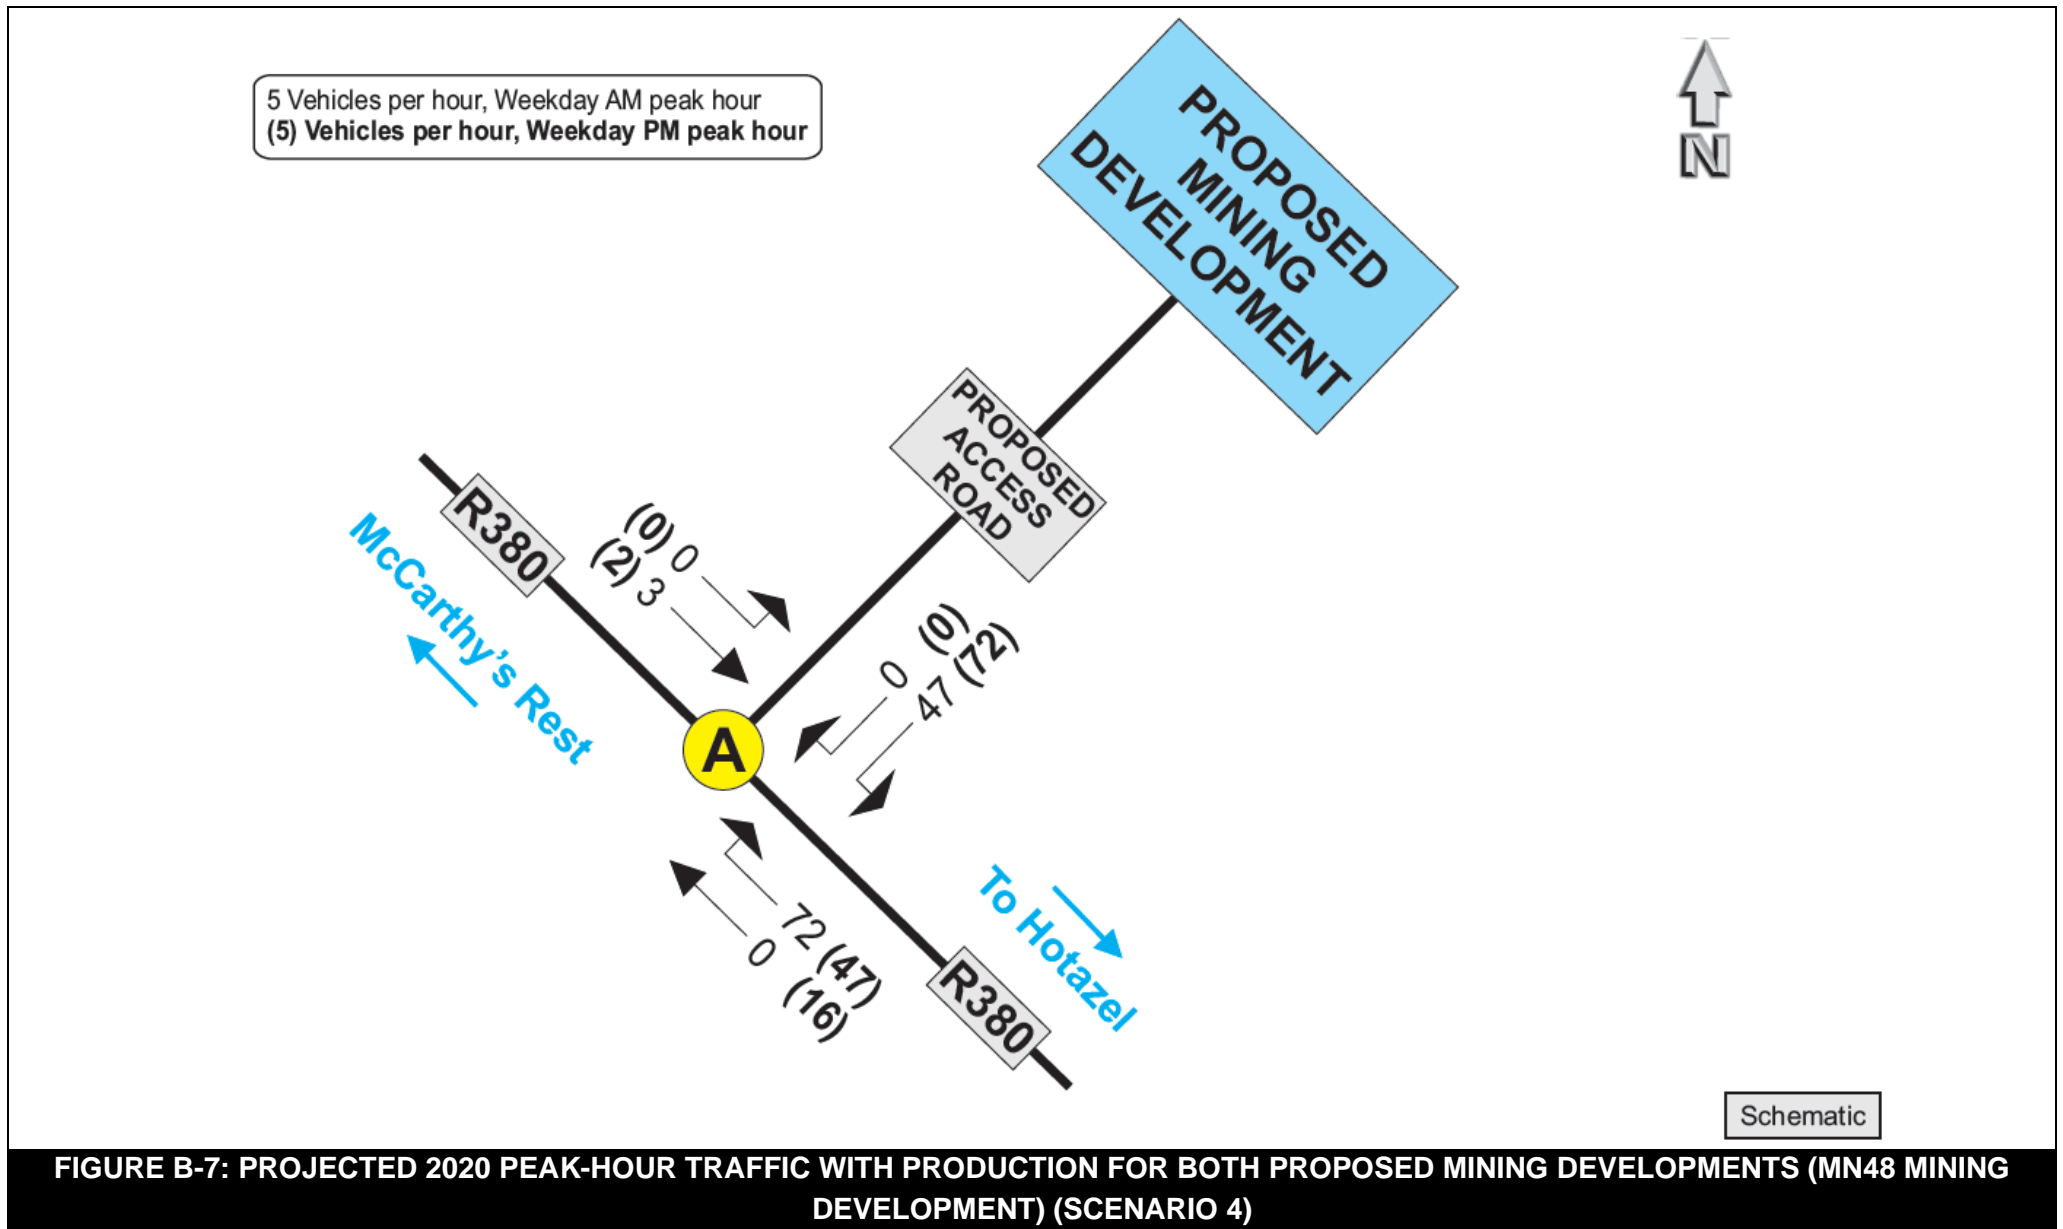 5 Vehicles per hour, Weekday AM peak hour
(5) Vehicles per hour, Weekday PM peak hour
N
PROPOSED
MINING
DEVELOPMENT
PROPOSED
ACCESS
ROAD
R380
McCarthy's Rest
(0) 0
(2) 3
0 (0)
47 (72)
A
72 (47)
0 (16)
To Hotazel
R380
Schematic
FIGURE B-7: PROJECTED 2020 PEAK-HOUR TRAFFIC WITH PRODUCTION FOR BOTH PROPOSED MINING DEVELOPMENTS (MN48 MINING
DEVELOPMENT) (SCENARIO 4)